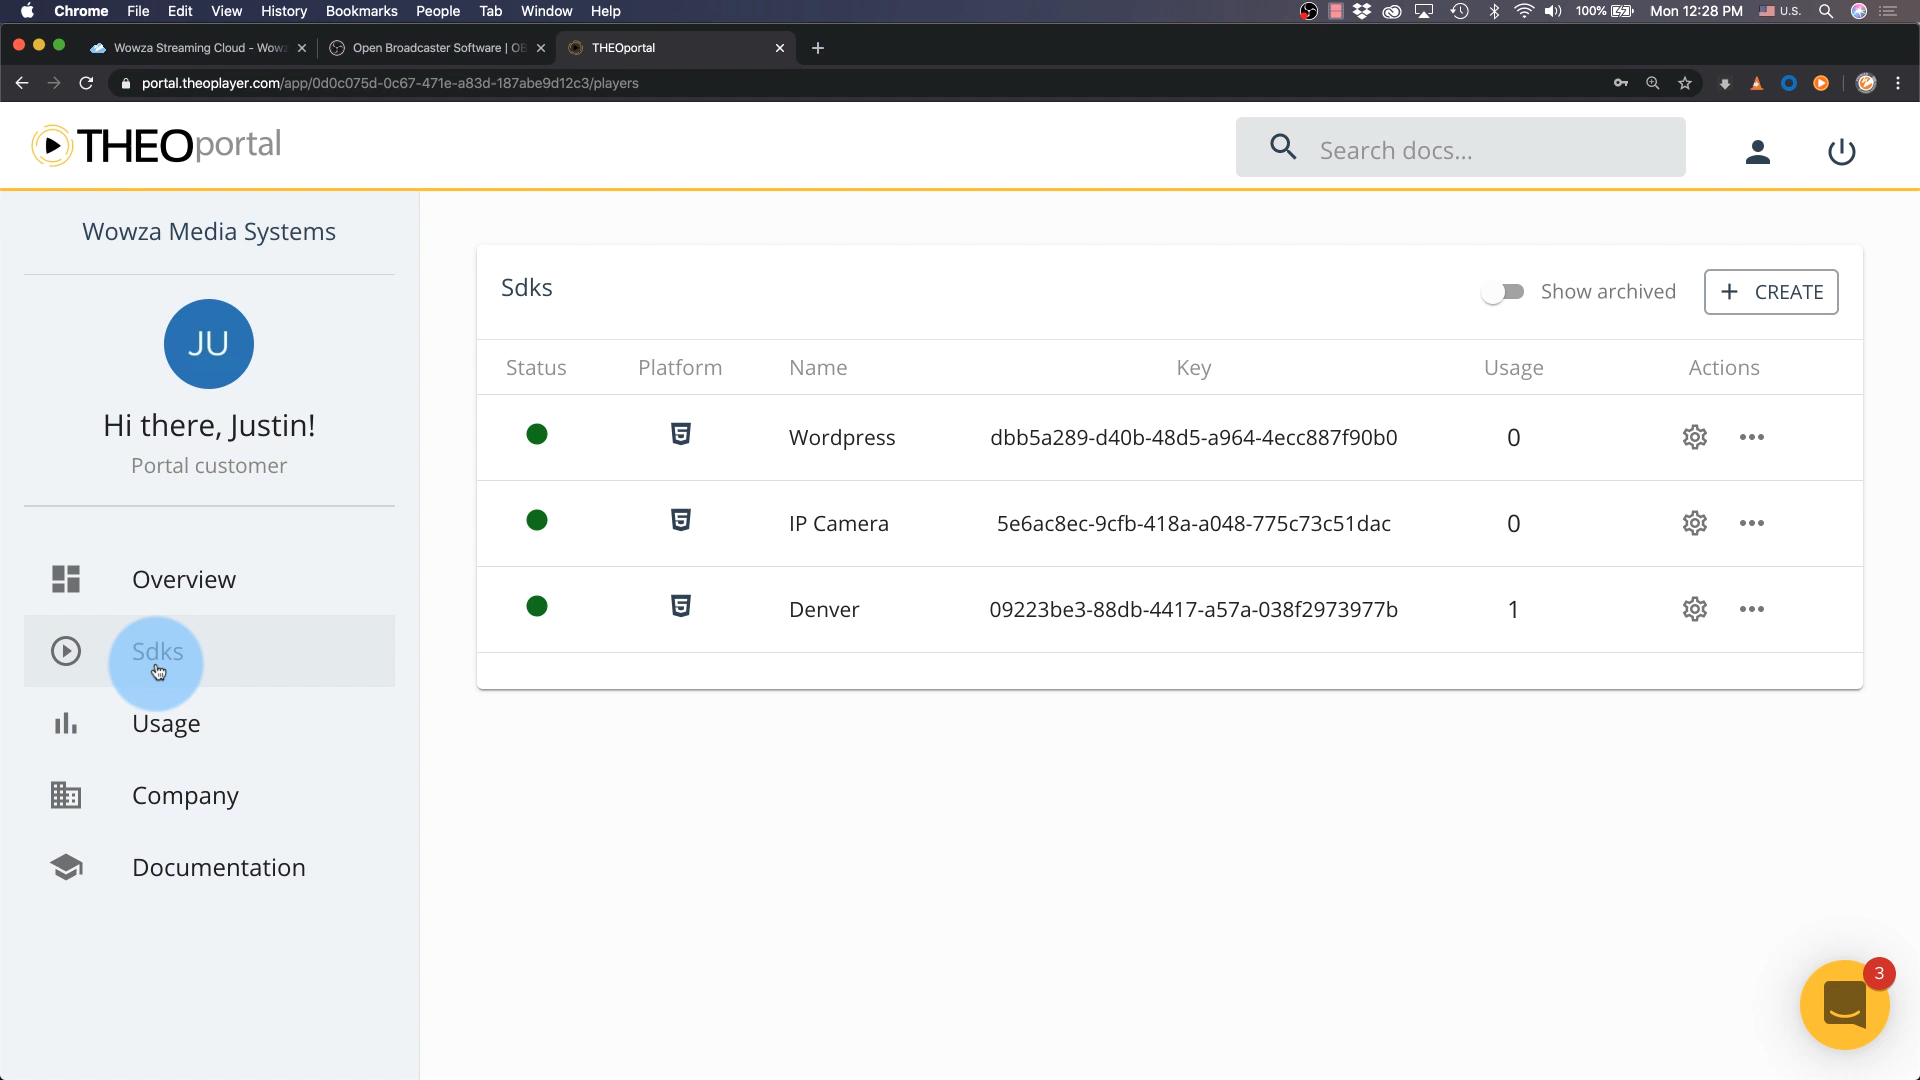 Chrome File Edit View History Bookmarks People Tab Window Help 100% Mon 12:28 PM U.S.
Wowza Streaming Cloud - Wowz Open Broadcaster Software | OB THEOportal
portal.theoplayer.com/app/0d0c075d-0c67-471e-a83d-187abe9d12c3/players
THEOportal
Search docs...
Wowza Media Systems
JU
Hi there, Justin!
Portal customer
Overview
Sdks
Usage
Company
Documentation
Sdks
Show archived
+ CREATE
Status Platform Name Key Usage Actions
5 Wordpress dbb5a289-d40b-48d5-a964-4ecc887f90b0 0
5 IP Camera 5e6ac8ec-9cfb-418a-a048-775c73c51dac 0
5 Denver 09223be3-88db-4417-a57a-038f2973977b 1
3